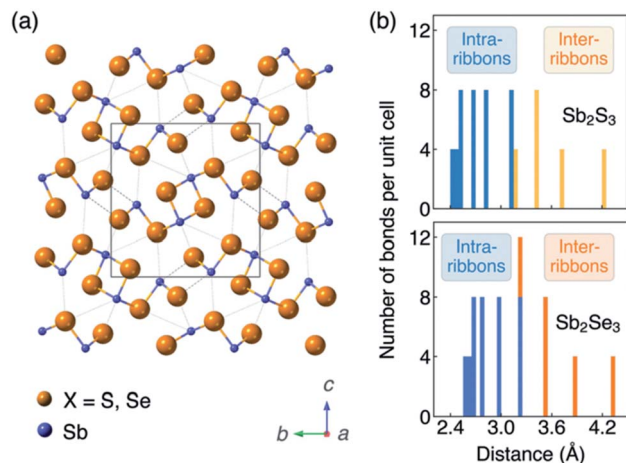 (a)
X = S, Se
Sb
c
b
a
(b)
Number of bonds per unit cell
12
8
4
0
Intra-
ribbons
Inter-
ribbons
Sb₂S₃
12
8
4
0
Intra-
ribbons
Inter-
ribbons
Sb₂Se₃
2.4 3.0 3.6 4.2
Distance (Å)